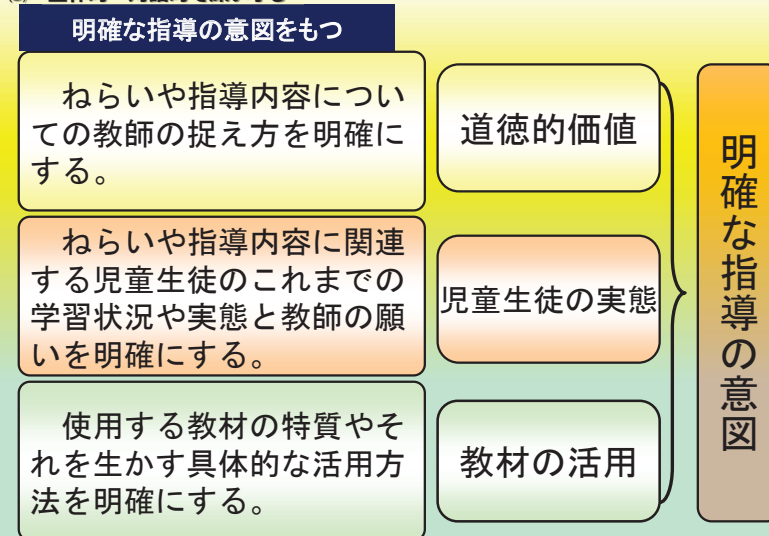 明確な指導の意図をもつ
ねらいや指導内容につい
ての教師の捉え方を明確に
する。
道徳的価値
ねらいや指導内容に関連
する児童生徒のこれまでの
学習状況や実態と教師の願
いを明確にする。
児童生徒の実態
使用する教材の特質やそ
れを生かす具体的な活用方
法を明確にする。
教材の活用
明確な指導の意図